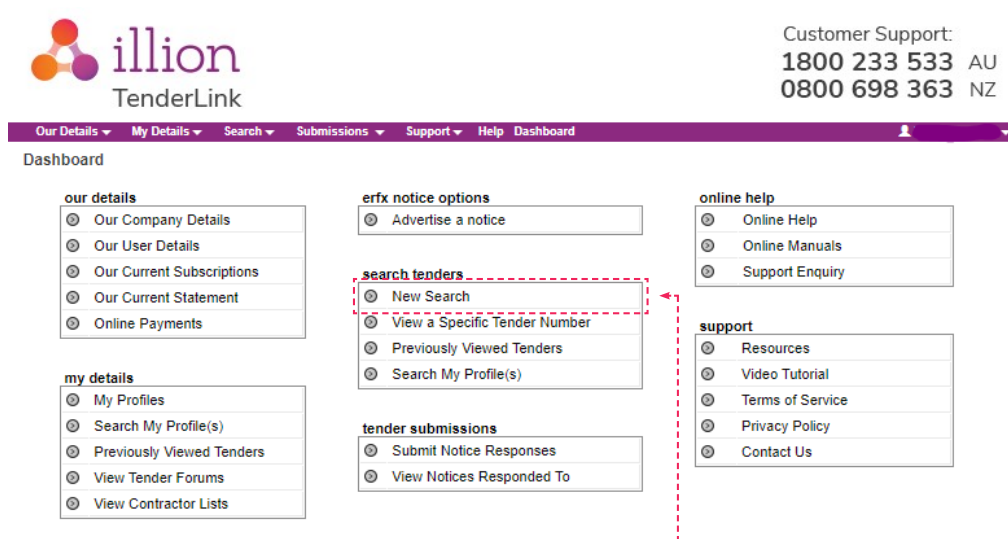 illion
TenderLink
Customer Support:
1800 233 533 AU
0800 698 363 NZ
Our Details My Details Search Submissions Support Help Dashboard
Dashboard
our details
Our Company Details
Our User Details
Our Current Subscriptions
Our Current Statement
Online Payments
my details
My Profiles
Search My Profile(s)
Previously Viewed Tenders
View Tender Forums
View Contractor Lists
erfx notice options
Advertise a notice
search tenders
New Search
View a Specific Tender Number
Previously Viewed Tenders
Search My Profile(s)
tender submissions
Submit Notice Responses
View Notices Responded To
online help
Online Help
Online Manuals
Support Enquiry
support
Resources
Video Tutorial
Terms of Service
Privacy Policy
Contact Us